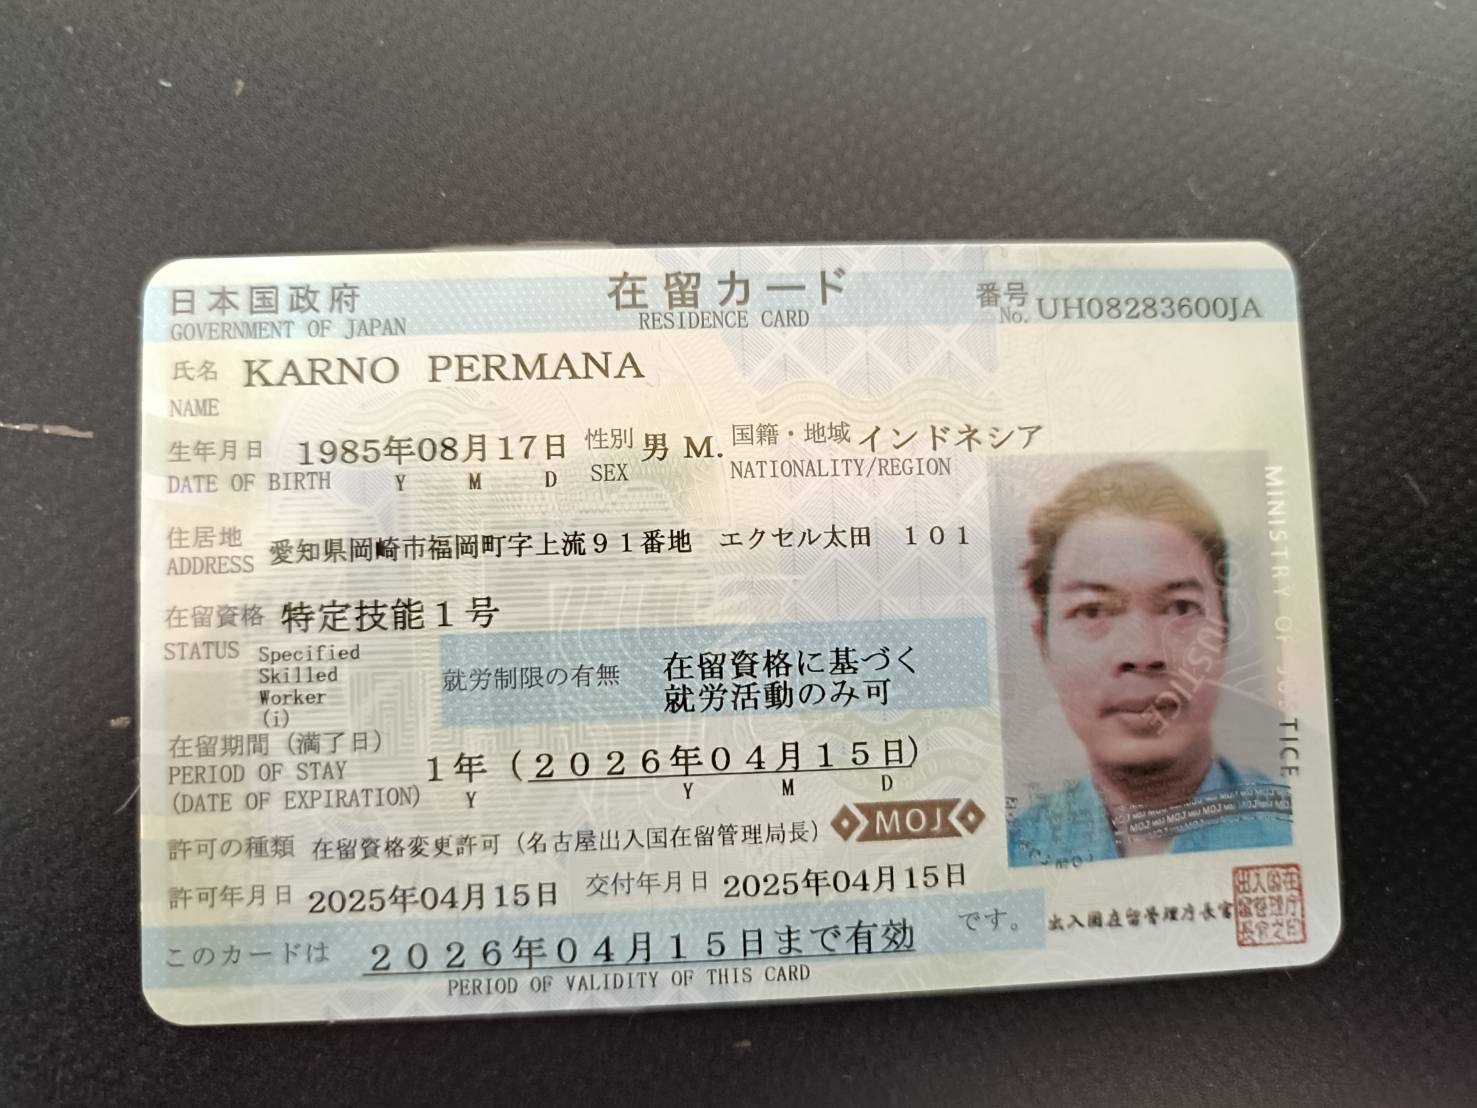 日本国政府 在留カード 番号 UH08283600JA
GOVERNMENT OF JAPAN RESIDENCE CARD No.
氏名 KARNO PERMANA
NAME
生年月日 1985年08月17日 性別 男 M. 国籍・地域 インドネシア
DATE OF BIRTH Y M D SEX NATIONALITY/REGION
住居地 愛知県岡崎市福岡町字上流91番地 エクセル太田 101
ADDRESS
在留資格 特定技能1号
STATUS Specified
Skilled
Worker
(i)
就労制限の有無 在留資格に基づく
就労活動のみ可
在留期間(満了日) 1年(2026年04月15日)
PERIOD OF STAY
(DATE OF EXPIRATION) Y Y M D
許可の種類 在留資格変更許可(名古屋出入国在留管理局長) MOJ
許可年月日 2025年04月15日 交付年月日 2025年04月15日
このカードは 2026年04月15日まで有効 です。
PERIOD OF VALIDITY OF THIS CARD
MINISTRY OF JUSTICE
出入国在留管理庁長官